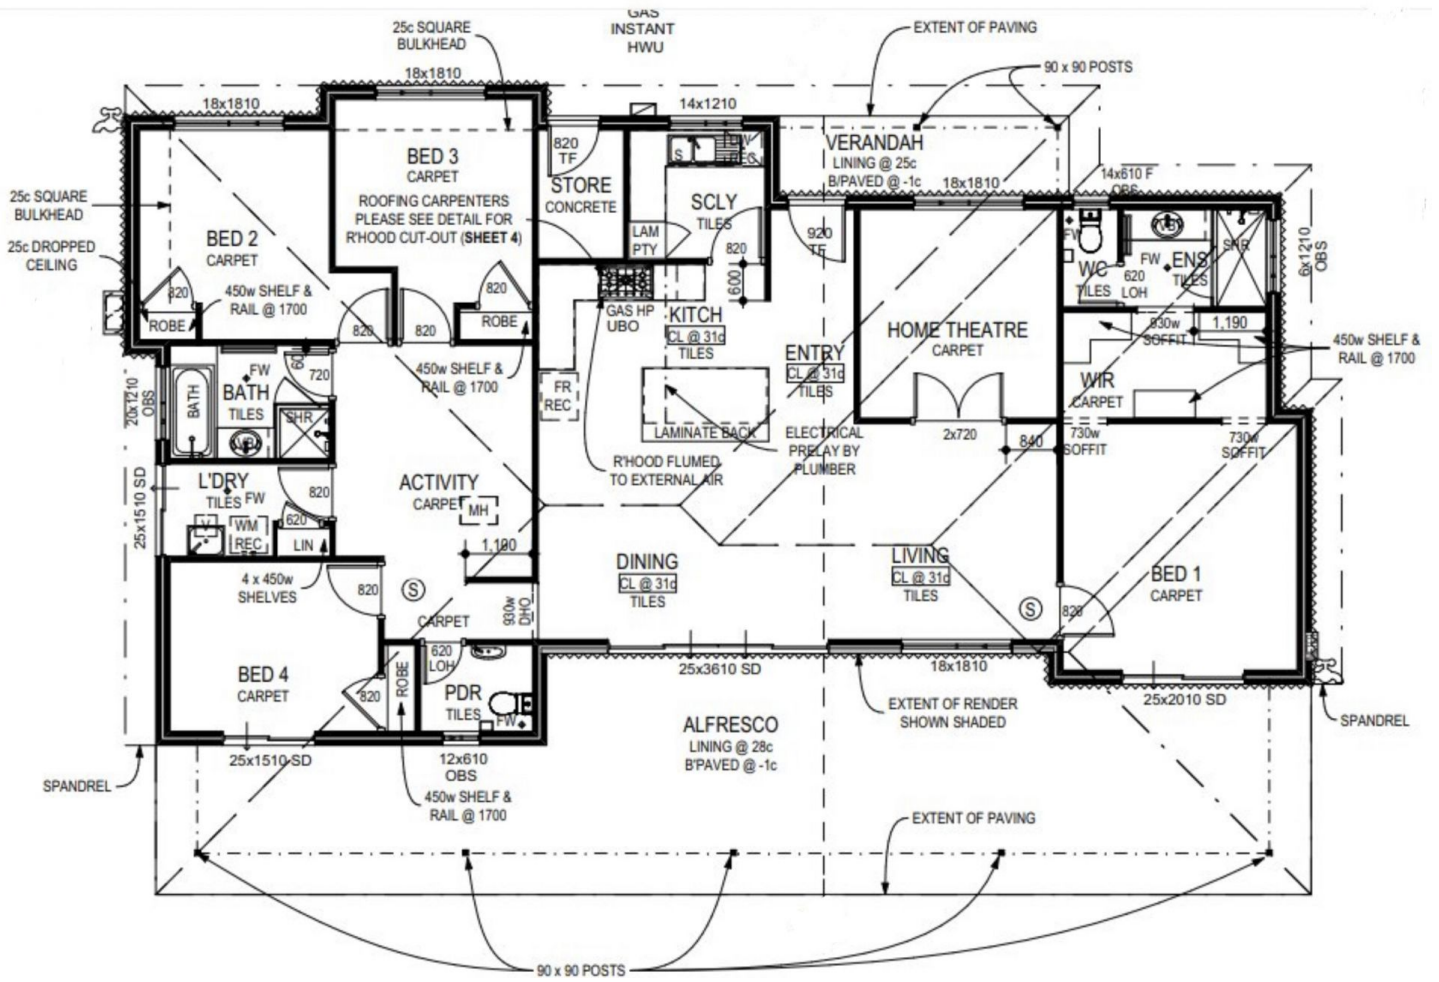 GAS
INSTANT
HWU
25c SQUARE
BULKHEAD
EXTENT OF PAVING
90 x 90 POSTS
18x1810
18x1810
14x1210
820
TF
STORE
CONCRETE
BED 3
CARPET
ROOFING CARPENTERS
PLEASE SEE DETAIL FOR
R'HOOD CUT-OUT (SHEET 4)
S
SCLY
TILES
LAM
PTY
820
VERANDAH
LINING @ 25c
B/PAVED @ -1c
18x1810
14x610 F
OBS
25c SQUARE
BULKHEAD
25c DROPPED
CEILING
BED 2
CARPET
820
450w SHELF &
RAIL @ 1700
ROBE
820
820
820
ROBE
GAS HP
UBO
600
KITCH
CL @ 31c
TILES
920
TF
ENTRY
CL @ 31c
TILES
HOME THEATRE
CARPET
FW
WC
TILES
620
LOH
VB
FW
ENS
TILES
SHR
6x1210
OBS
930w
SOFFIT
1,190
450w SHELF &
RAIL @ 1700
WIR
CARPET
20x1210
OBS
BATH
FW
BATH
TILES
720
SHR
VB
450w SHELF &
RAIL @ 1700
FR
REC
LAMINATE BACK
ELECTRICAL
PRELAY BY
PLUMBER
2x720
840
730w
SOFFIT
730w
SOFFIT
R'HOOD FLUMED
TO EXTERNAL AIR
25x1510 SD
L'DRY
TILES
FW
820
V
WM
REC
620
LIN
ACTIVITY
CARPET
MH
1,190
4 x 450w
SHELVES
820
S
CARPET
930w
DHO
DINING
CL @ 31c
TILES
LIVING
CL @ 31c
TILES
S
820
BED 1
CARPET
BED 4
CARPET
820
ROBE
620
LOH
PDR
TILES
FW
25x3610 SD
18x1810
25x2010 SD
EXTENT OF RENDER
SHOWN SHADED
SPANDREL
ALFRESCO
LINING @ 28c
B'PAVED @ -1c
25x1510 SD
12x610
OBS
SPANDREL
450w SHELF &
RAIL @ 1700
EXTENT OF PAVING
90 x 90 POSTS